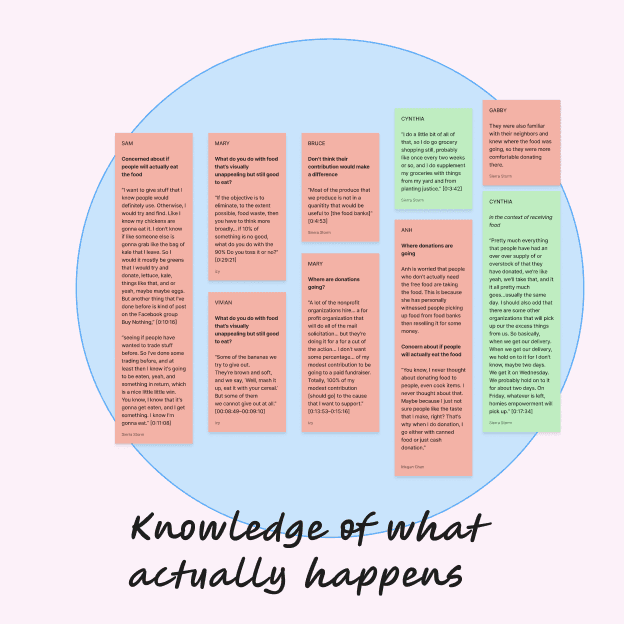 SAM
Concerned about if
people will actually eat
the food
"I want to give stuff that I
know people would
definitely use. Otherwise, I
would try and find. Like I
know my chickens are
gonna eat it. I don't know
if like someone else is
gonna grab like the bag of
kale that I leave. So I
would it mostly be greens
that I would try and
donate, lettuce, kale,
things like that, and or
yeah, maybe maybe eggs.
But another thing that I've
done before is kind of post
on the Facebook group
Buy Nothing," [0:10:16]
"seeing if people have
wanted to trade stuff
before. So I've done some
trading before, and at
least then I know it's going
to be eaten, yeah, and
something in return, which
is a nice little little win.
You know, I know that it's
gonna get eaten, and I get
something. I know I'm
gonna eat." [0:11:08]
Sierra Storm
MARY
What do you do with food
that's visually
unappealing but still good
to eat?
"If the objective is to
eliminate, to the extent
possible, food waste, then
you have to think more
broadly... if 10% of
something is no good,
what do you do with the
90% Do you toss it or no?"
[0:29:21]
VIVIAN
What do you do with food
that's visually
unappealing but still good
to eat?
"Some of the bananas we
try to give out.
They're brown and soft,
and we say, 'Well, mash it
up, eat it with your cereal.'
But some of them
we cannot give out at all."
[00:08:49-00:09:10]
BRUCE
Don't think their
contribution would make
a difference
"Most of the produce that
we produce is not in a
quantity that would be
useful to [the food banks]"
[0:4:53]
Sierra Storm
MARY
Where are donations
going?
"A lot of the nonprofit
organizations hire... a for
profit organization that
will do all of the mail
solicitation... but they're
doing it for a for a cut of
the action... I don't want
some percentage... of my
modest contribution to be
going to a paid fundraiser.
Totally, 100% of my
modest contribution
[should go] to the cause
that I want to support."
[0:13:53-0:15:16]
CYNTHIA
"I do a little bit of all of
that, so I do go grocery
shopping still, probably
like once every two weeks
or so, and I do supplement
my groceries with things
from my yard and from
planting justice." [0:3:42]
Sierra Storm
ANH
Where donations are
going
Anh is worried that people
who don't actually need
the free food are taking
the food. This is because
she has personally
witnessed people picking
up food from food banks
then reselling it for some
money.
Concern about if people
will actually eat the food
"You know, I never thought
about donating food to
people, even cook items. I
never thought about that.
Maybe because I just not
sure people like the taste
that I make, right? That's
why when I do donation, I
go either with canned
food or just cash
donation."
GABBY
They were also familiar
with their neighbors and
knew where the food was
going, so they were more
comfortable donating
there.
Sierra Storm
CYNTHIA
in the context of receiving
food
"Pretty much everything
that people have had an
over over supply of or
overstock of that they
have donated, we're like
yeah, we'll take that, and it
it all pretty much
goes...usually the same
day. I should also add that
there are some other
organizations that will pick
up our the excess things
from us. So basically,
when we get our delivery.
When we get our delivery,
we hold on to it for I don't
know, maybe two days.
We get it on Wednesday.
We probably hold on to it
for about two days. On
Friday, whatever is left,
homies empowerment will
pick up." [0:17:34]
Sierra Storm
Knowledge of what
actually happens